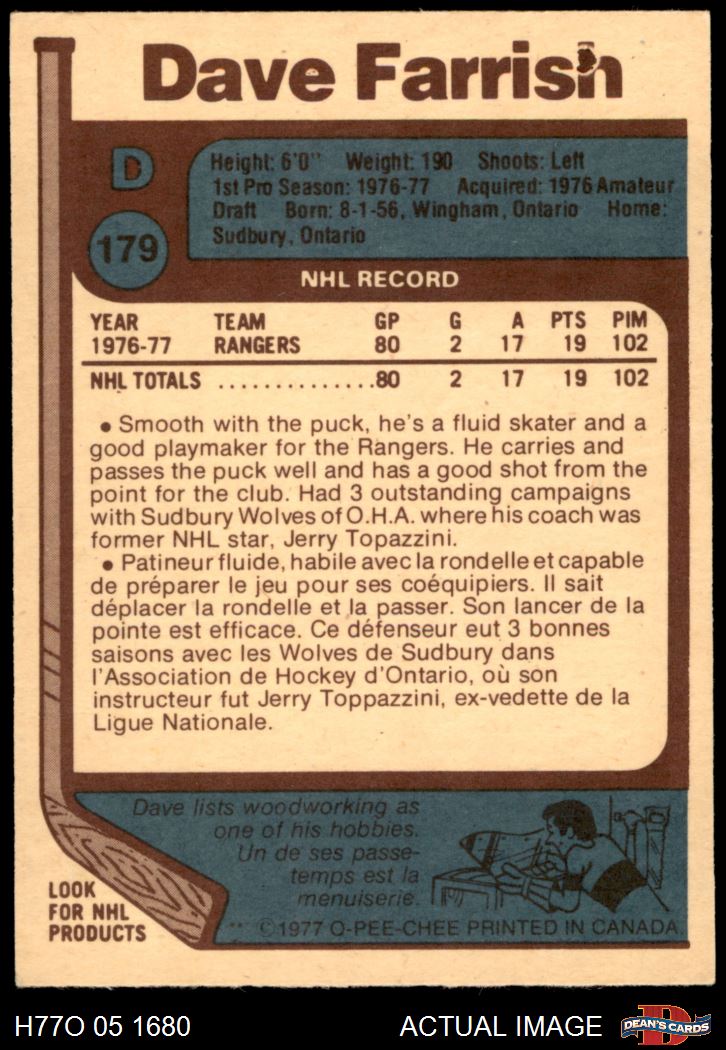 Dave Farrish
D
Height: 6'0" Weight: 190 Shoots: Left
1st Pro Season: 1976-77 Acquired: 1976 Amateur
Draft Born: 8-1-56, Wingham, Ontario Home:
Sudbury, Ontario
179
NHL RECORD
YEAR TEAM GP G A PTS PIM
1976-77 RANGERS 80 2 17 19 102
NHL TOTALS ...............80 2 17 19 102
• Smooth with the puck, he's a fluid skater and a
good playmaker for the Rangers. He carries and
passes the puck well and has a good shot from the
point for the club. Had 3 outstanding campaigns
with Sudbury Wolves of O.H.A. where his coach was
former NHL star, Jerry Topazzini.
• Patineur fluide, habile avec la rondelle et capable
de préparer le jeu pour ses coéquipiers. Il sait
déplacer la rondelle et la passer. Son lancer de la
pointe est efficace. Ce défenseur eut 3 bonnes
saisons avec les Wolves de Sudbury dans
l'Association de Hockey d'Ontario, où son
instructeur fut Jerry Toppazzini, ex-vedette de la
Ligue Nationale.
Dave lists woodworking as
one of his hobbies.
Un de ses passe-
temps est la
menuiserie.
LOOK
FOR NHL
PRODUCTS
** ©1977 O-PEE-CHEE PRINTED IN CANADA.
H77O 05 1680 ACTUAL IMAGE
D
DEAN'S CARDS